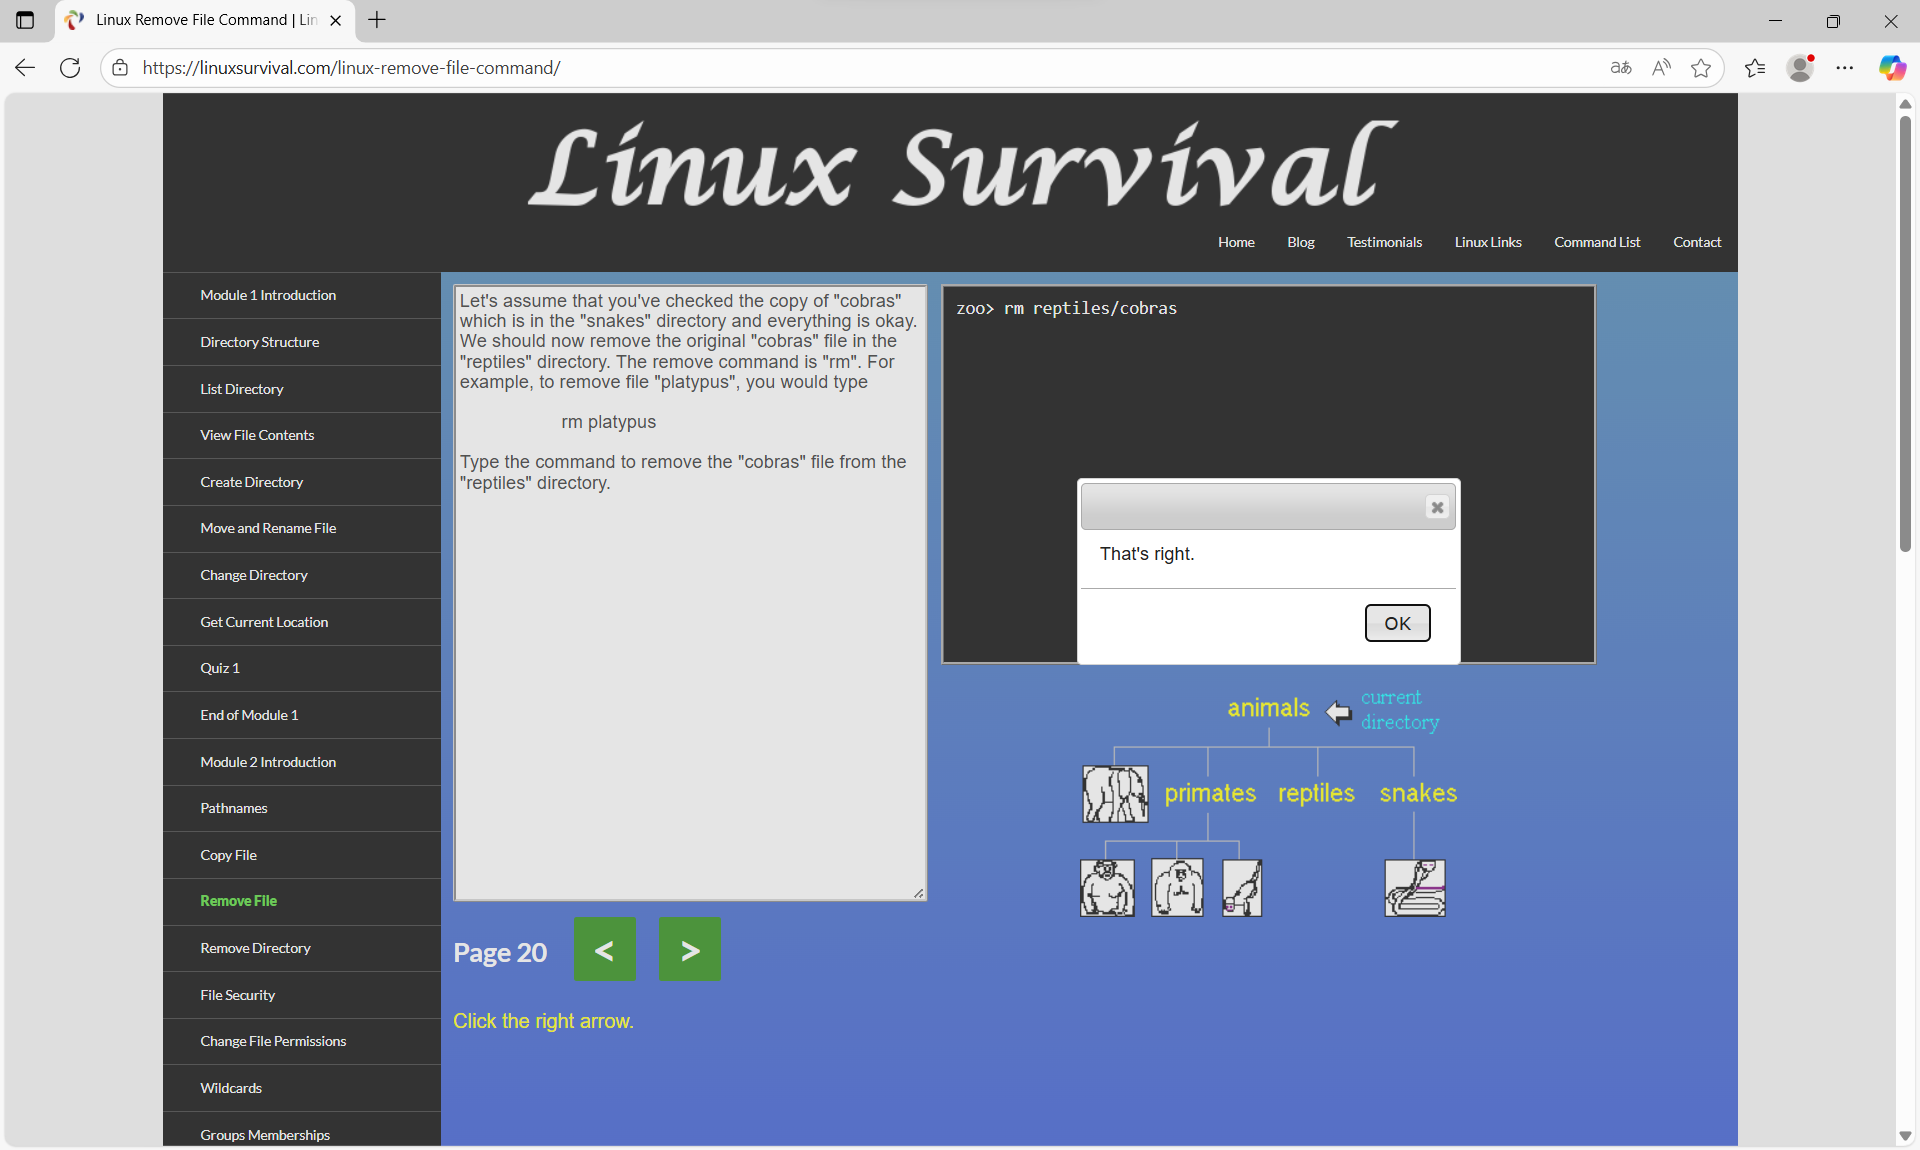 Linux Remove File Command | Lin
https://linuxsurvival.com/linux-remove-file-command/
Linux Survival
Home
Blog
Testimonials
Linux Links
Command List
Contact
Module 1 Introduction
Directory Structure
List Directory
View File Contents
Create Directory
Move and Rename File
Change Directory
Get Current Location
Quiz 1
End of Module 1
Module 2 Introduction
Pathnames
Copy File
Remove File
Remove Directory
File Security
Change File Permissions
Wildcards
Groups Memberships
Let's assume that you've checked the copy of "cobras"
which is in the "snakes" directory and everything is okay.
We should now remove the original "cobras" file in the
"reptiles" directory. The remove command is "rm". For
example, to remove file "platypus", you would type
rm platypus
Type the command to remove the "cobras" file from the
"reptiles" directory.
Page 20
<
>
Click the right arrow.
zoo> rm reptiles/cobras
That's right.
OK
animals
current
directory
primates
reptiles
snakes